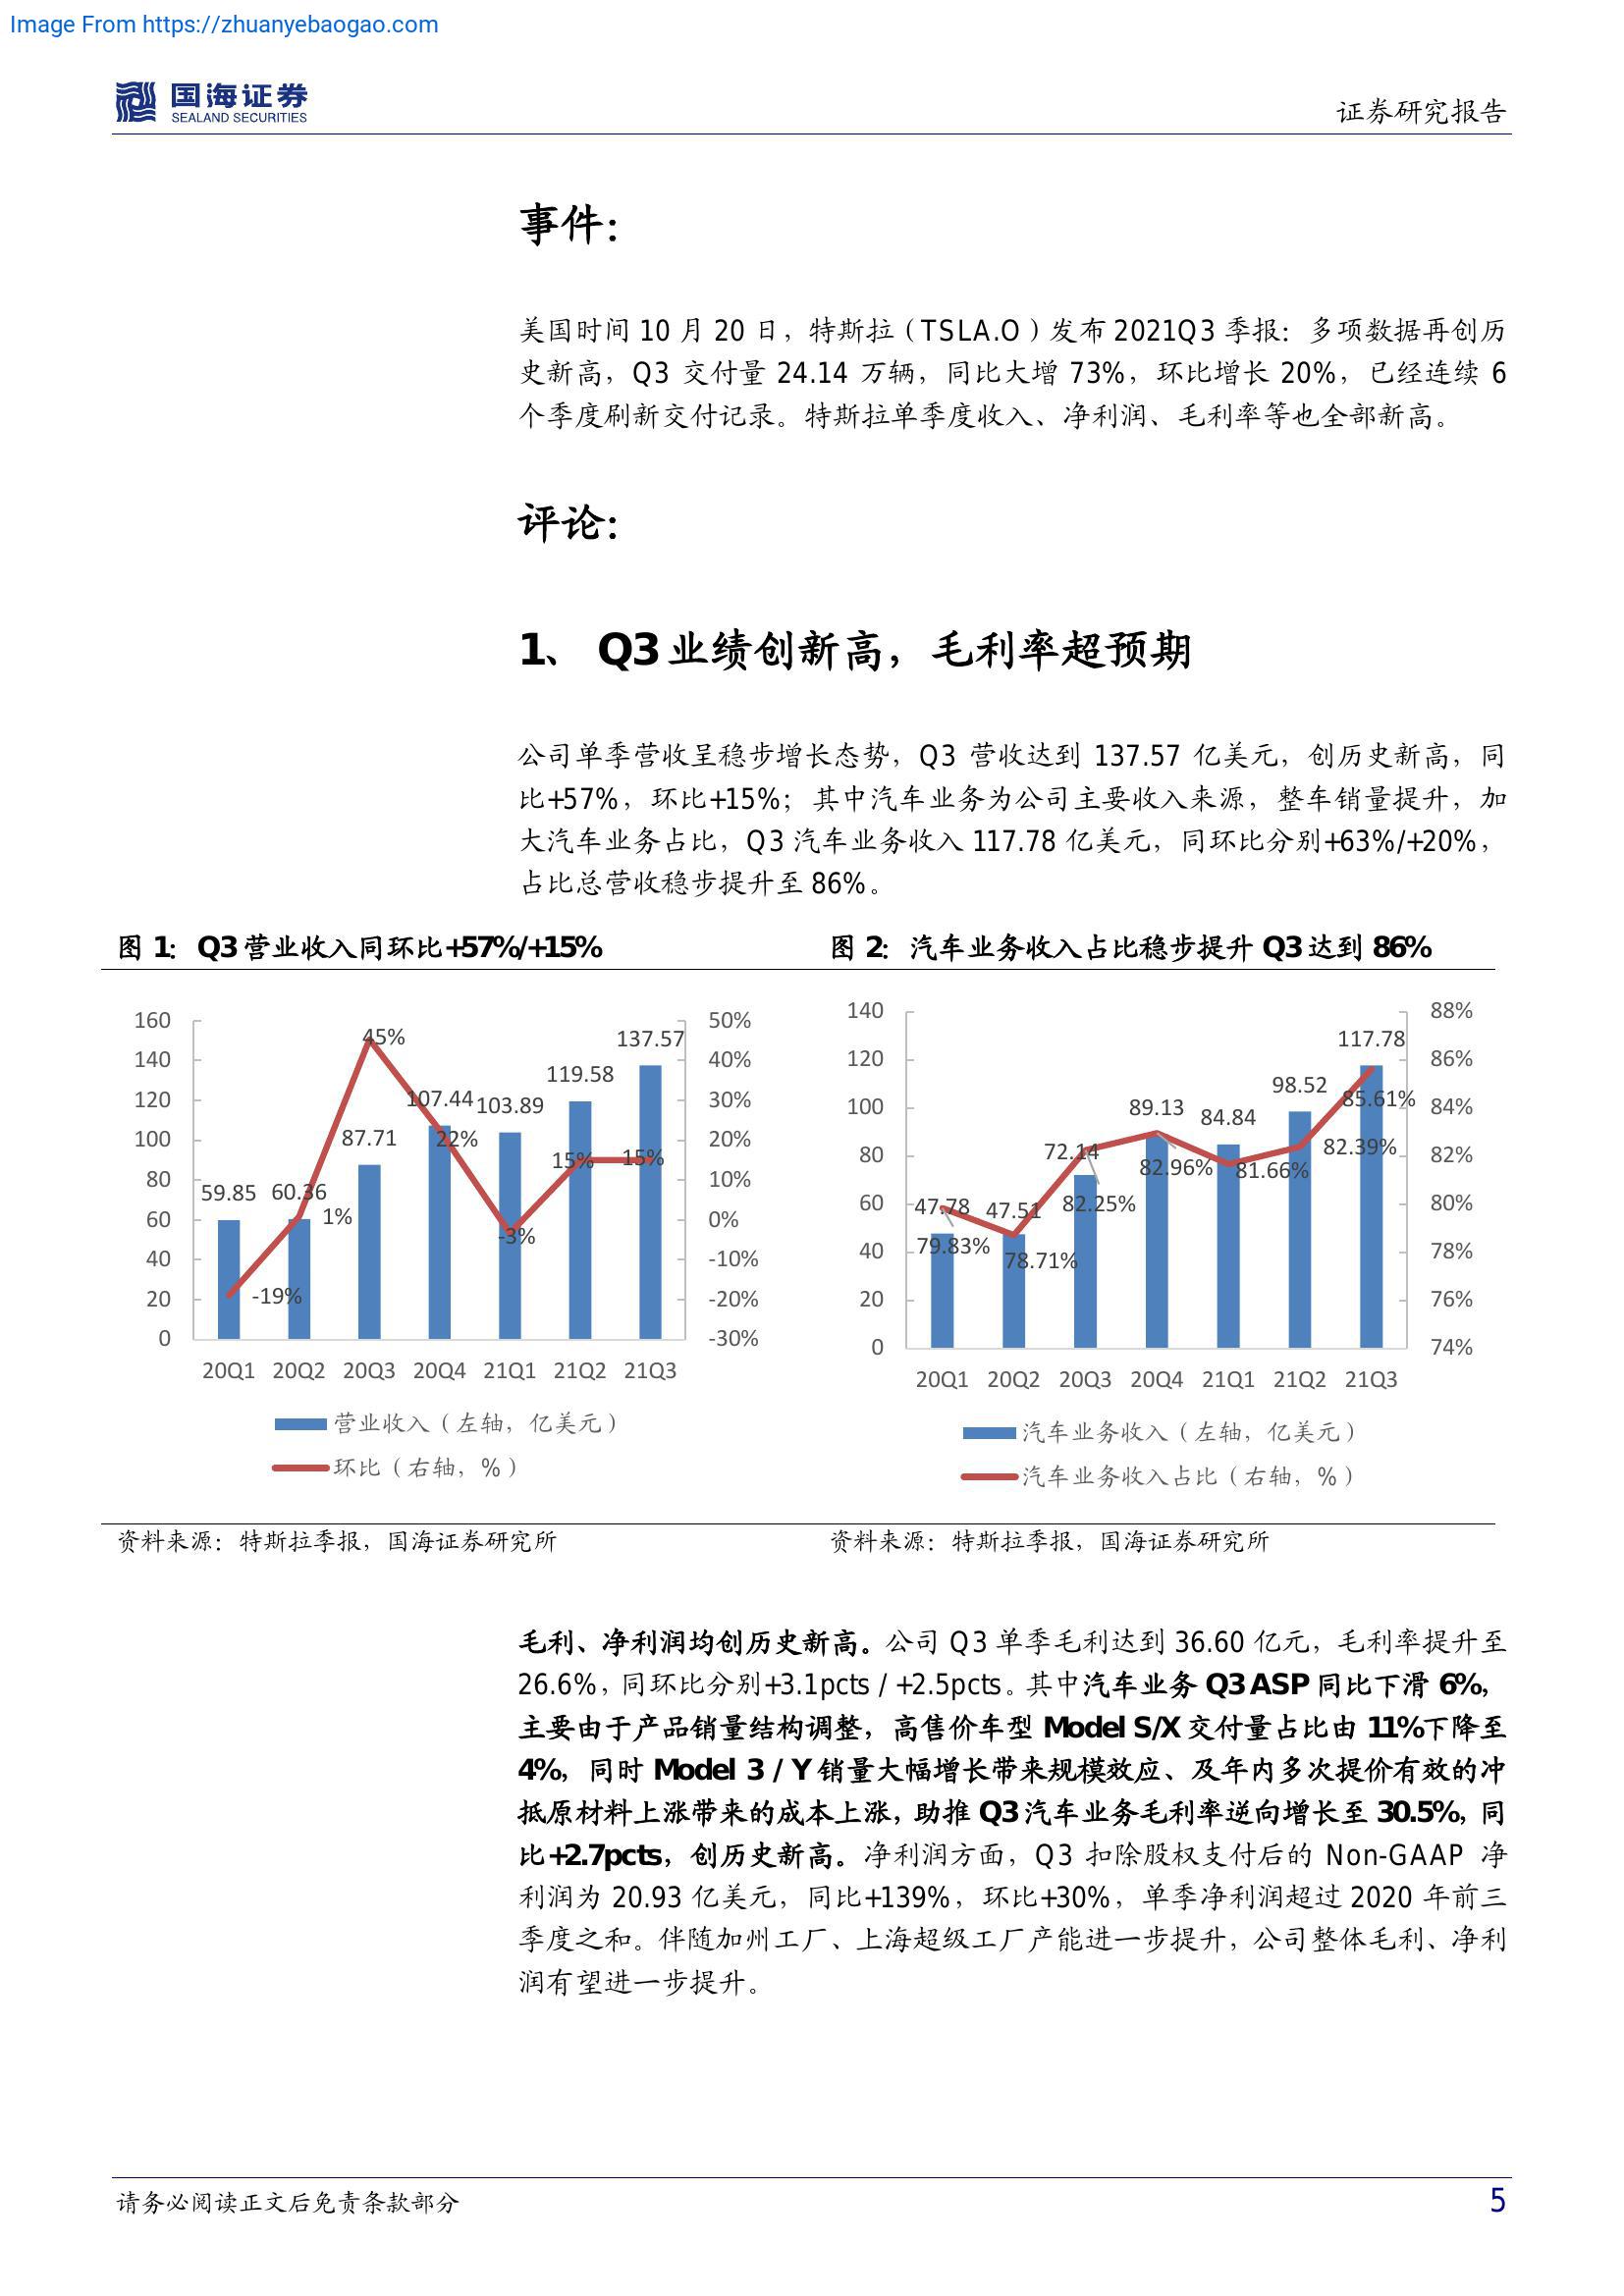 Image From https://zhuanyebaogao.com
国海证券
SEALAND SECURITIES
证券研究报告
事件：
美国时间 10 月 20 日，特斯拉（TSLA.O）发布 2021Q3 季报：多项数据再创历
史新高，Q3 交付量 24.14 万辆，同比大增 73%，环比增长 20%，已经连续 6
个季度刷新交付记录。特斯拉单季度收入、净利润、毛利率等也全部新高。
评论：
1、 Q3 业绩创新高，毛利率超预期
公司单季营收呈稳步增长态势，Q3 营收达到 137.57 亿美元，创历史新高，同
比+57%，环比+15%；其中汽车业务为公司主要收入来源，整车销量提升，加
大汽车业务占比，Q3 汽车业务收入 117.78 亿美元，同环比分别+63%/+20%，
占比总营收稳步提升至 86%。
图 1：Q3 营业收入同环比+57%/+15%
160 140 120 100 80 60 40 20 0
50% 40% 30% 20% 10% 0% -10% -20% -30%
59.85 60.36 87.71 107.44 103.89 119.58 137.57
-19% 1% 45% 22% -3% 15% 15%
20Q1 20Q2 20Q3 20Q4 21Q1 21Q2 21Q3
营业收入（左轴，亿美元）
环比（右轴，%）
资料来源：特斯拉季报，国海证券研究所
图 2：汽车业务收入占比稳步提升 Q3 达到 86%
140 120 100 80 60 40 20 0
88% 86% 84% 82% 80% 78% 76% 74%
47.78 47.51 72.14 89.13 84.84 98.52 117.78
79.83% 78.71% 82.25% 82.96% 81.66% 82.39% 85.61%
20Q1 20Q2 20Q3 20Q4 21Q1 21Q2 21Q3
汽车业务收入（左轴，亿美元）
汽车业务收入占比（右轴，%）
资料来源：特斯拉季报，国海证券研究所
毛利、净利润均创历史新高。公司 Q3 单季毛利达到 36.60 亿元，毛利率提升至
26.6%，同环比分别+3.1pcts / +2.5pcts。其中汽车业务 Q3 ASP 同比下滑 6%，
主要由于产品销量结构调整，高售价车型 Model S/X 交付量占比由 11%下降至
4%，同时 Model 3 / Y 销量大幅增长带来规模效应、及年内多次提价有效的冲
抵原材料上涨带来的成本上涨，助推 Q3 汽车业务毛利率逆向增长至 30.5%，同
比+2.7pcts，创历史新高。净利润方面，Q3 扣除股权支付后的 Non-GAAP 净
利润为 20.93 亿美元，同比+139%，环比+30%，单季净利润超过 2020 年前三
季度之和。伴随加州工厂、上海超级工厂产能进一步提升，公司整体毛利、净利
润有望进一步提升。
请务必阅读正文后免责条款部分
5